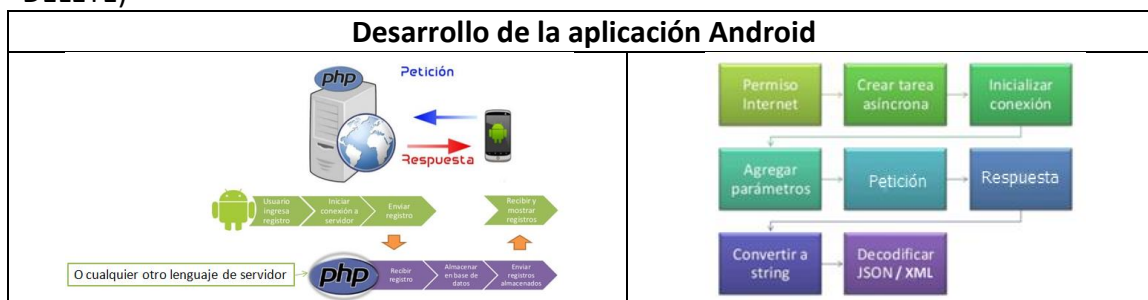 DELETE)
Desarrollo de la aplicación Android
php
Petición
Respuesta
Usuario
ingresa
registro
Iniciar
conexión a
servidor
Enviar
registro
Recibir y
mostrar
registros
O cualquier otro lenguaje de servidor
php
Recibir
registro
Almacenar
en base de
datos
Enviar
registros
almacenados
Permiso
Internet
Crear tarea
asíncrona
Inicializar
conexión
Agregar
parámetros
Petición
Respuesta
Convertir a
string
Decodificar
JSON / XML